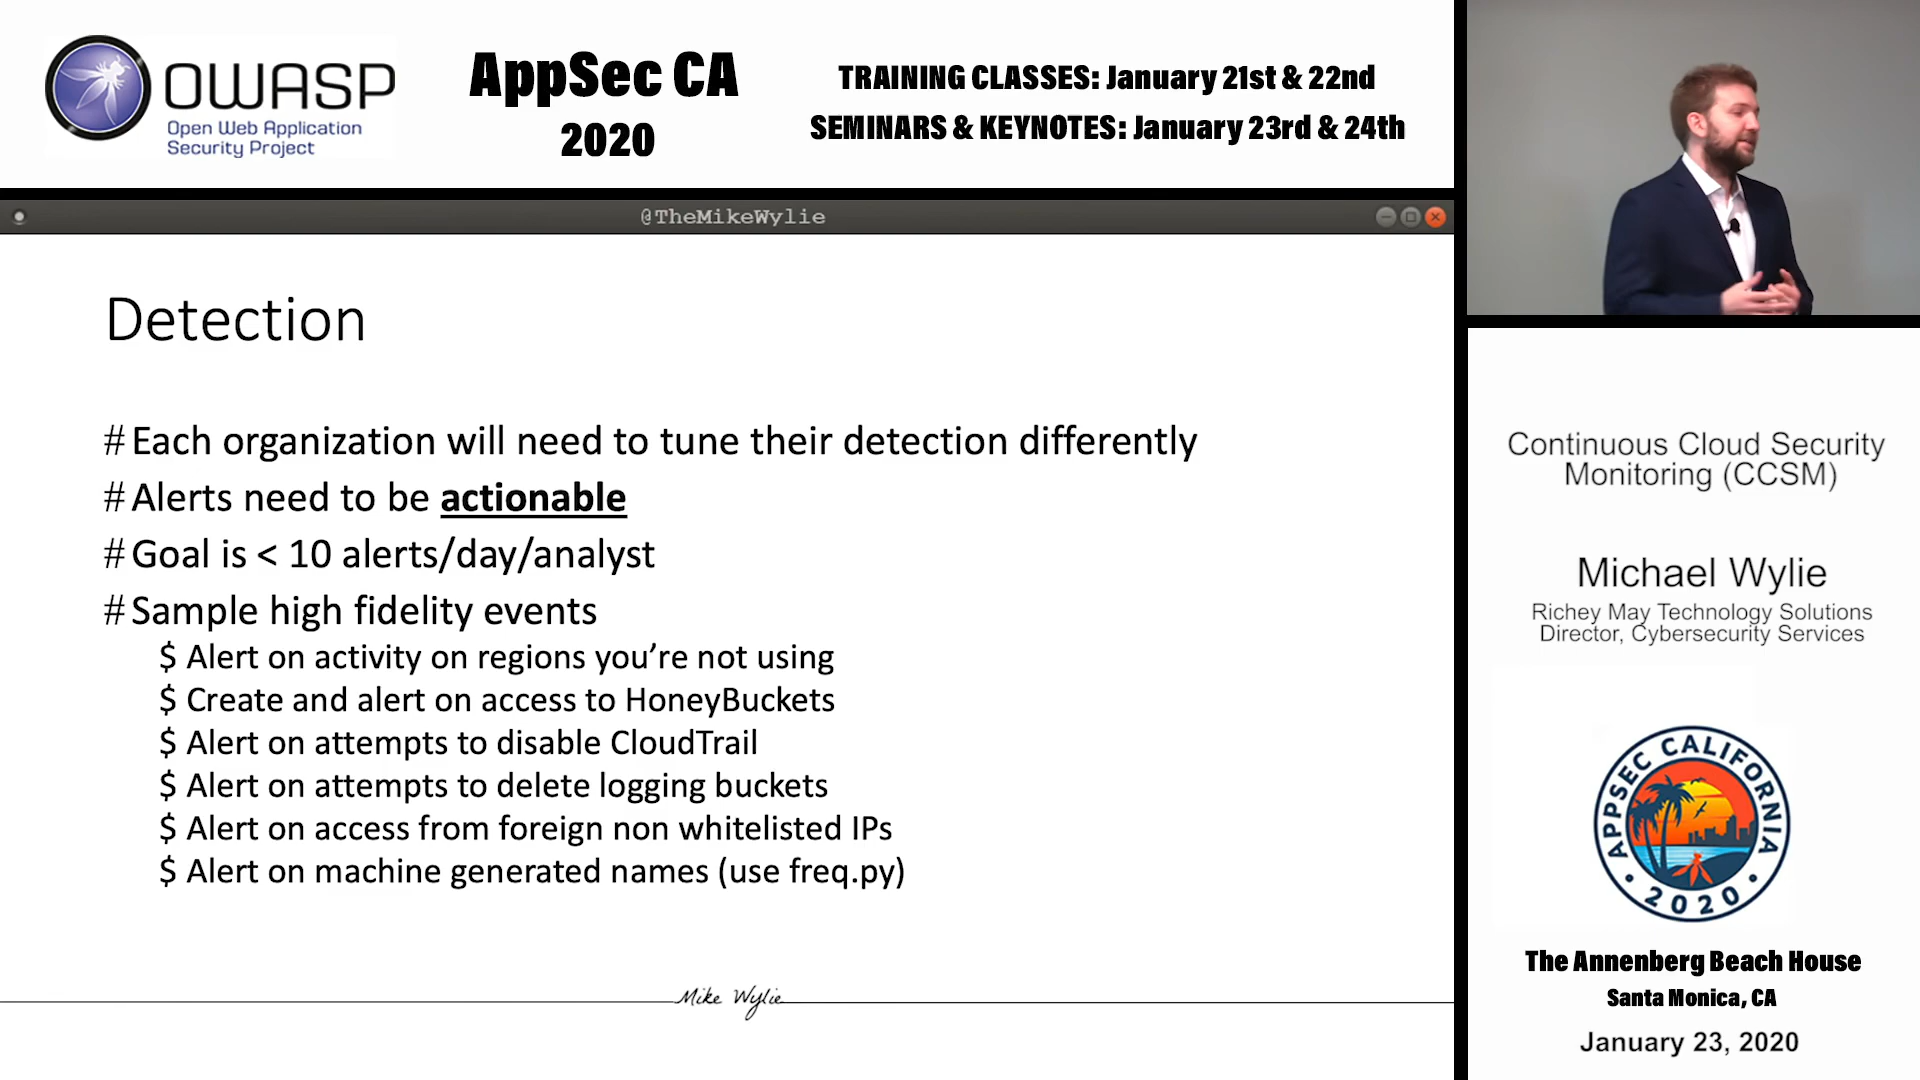 OWASP
Open Web Application
Security Project
AppSec CA
2020
TRAINING CLASSES: January 21st & 22nd
SEMINARS & KEYNOTES: January 23rd & 24th
@TheMikeWylie
Detection
#Each organization will need to tune their detection differently
#Alerts need to be actionable
#Goal is < 10 alerts/day/analyst
#Sample high fidelity events
$ Alert on activity on regions you’re not using
$ Create and alert on access to HoneyBuckets
$ Alert on attempts to disable CloudTrail
$ Alert on attempts to delete logging buckets
$ Alert on access from foreign non whitelisted IPs
$ Alert on machine generated names (use freq.py)
Mike Wylie
Continuous Cloud Security
Monitoring (CCSM)
Michael Wylie
Richey May Technology Solutions
Director, Cybersecurity Services
APPSEC CALIFORNIA
2020
The Annenberg Beach House
Santa Monica, CA
January 23, 2020